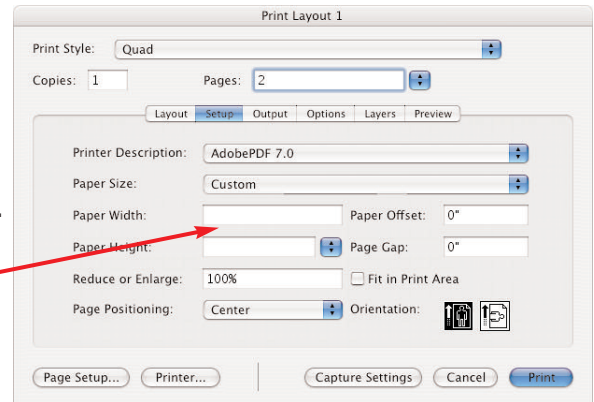 Print Layout 1
Print Style: Quad
Copies: 1 Pages: 2
Layout Setup Output Options Layers Preview
Printer Description: AdobePDF 7.0
Paper Size: Custom
Paper Width: Paper Offset: 0"
Paper Height: Page Gap: 0"
Reduce or Enlarge: 100% Fit in Print Area
Page Positioning: Center Orientation:
Page Setup... Printer... Capture Settings Cancel Print